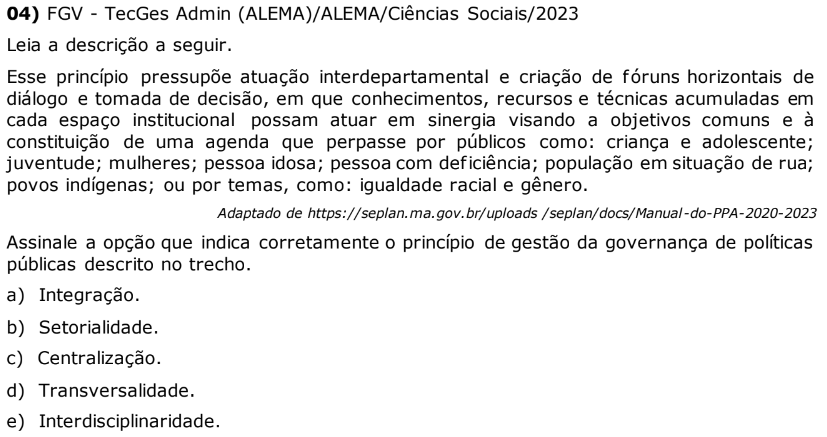 04) FGV - TecGes Admin (ALEMA)/ALEMA/Ciências Sociais/2023
Leia a descrição a seguir.
Esse princípio pressupõe atuação interdepartamental e criação de fóruns horizontais de
diálogo e tomada de decisão, em que conhecimentos, recursos e técnicas acumuladas em
cada espaço institucional possam atuar em sinergia visando a objetivos comuns e à
constituição de uma agenda que perpasse por públicos como: criança e adolescente;
juventude; mulheres; pessoa idosa; pessoa com deficiência; população em situação de rua;
povos indígenas; ou por temas, como: igualdade racial e gênero.
Adaptado de https://seplan.ma.gov.br/uploads /seplan/docs/Manual-do-PPA-2020-2023
Assinale a opção que indica corretamente o princípio de gestão da governança de políticas
públicas descrito no trecho.
a) Integração.
b) Setorialidade.
c) Centralização.
d) Transversalidade.
e) Interdisciplinaridade.